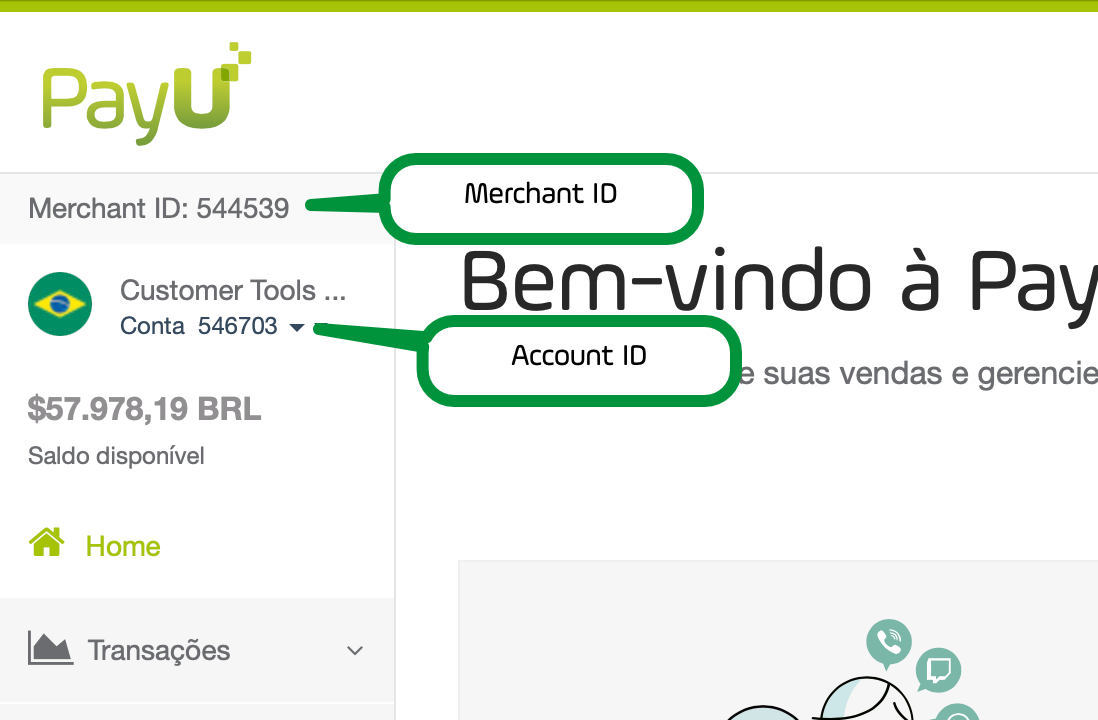 PayU
Merchant ID: 544539
Merchant ID
Customer Tools ...
Conta 546703
Bem-vindo à Pay
Account ID
e suas vendas e gerencie
$57.978,19 BRL
Saldo disponível
Home
Transações